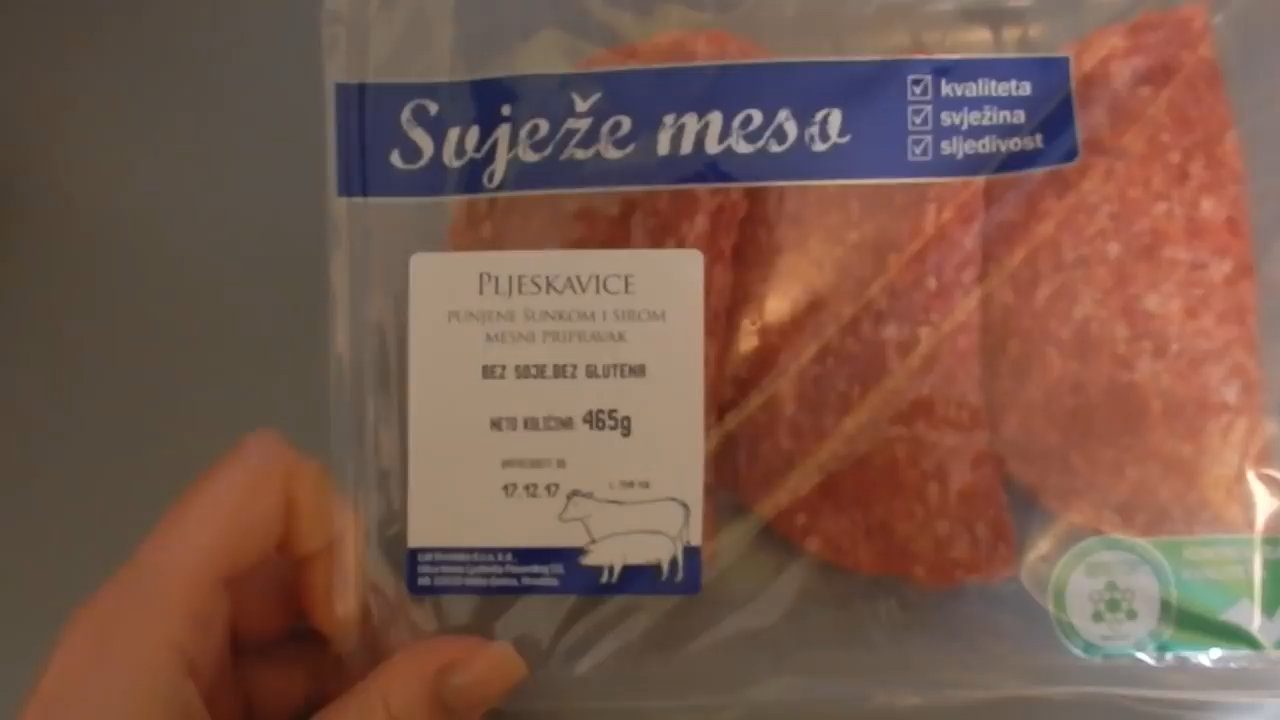 Svježe meso
kvaliteta
svježina
sljedivost
PLJESKAVICE
PUNJENE ŠUNKOM I SIROM
MESNI PRIPRAVAK
BEZ SOJE,BEZ GLUTENA
NETO KOLIČINA: 465g
17.12.17